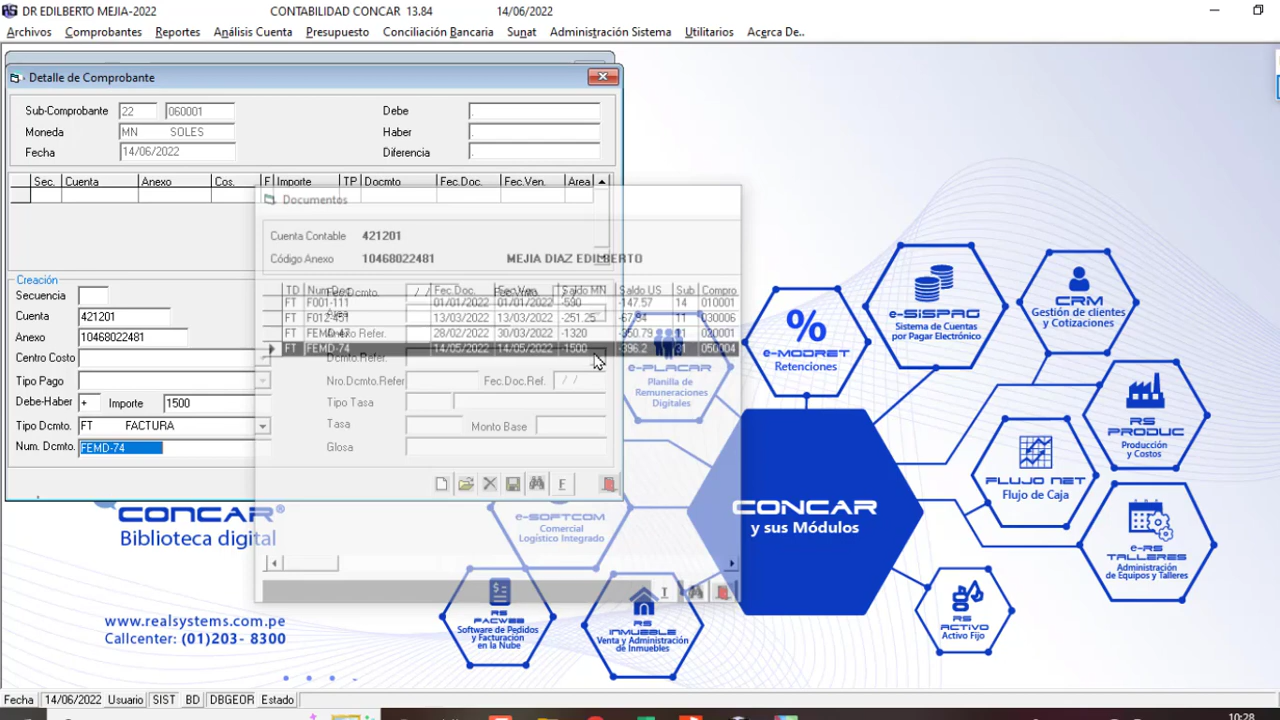 DR EDILBERTO MEJIA-2022 CONTABILIDAD CONCAR 13.84 14/06/2022
Archivos Comprobantes Reportes Análisis Cuenta Presupuesto Conciliación Bancaria Sunat Administración Sistema Utilitarios Acerca De..
Detalle de Comprobante
Sub-Comprobante 22 060001 Debe .
Moneda MN SOLES Haber .
Fecha 14/06/2022 Diferencia .
Sec. Cuenta Anexo Cos. F Importe TP Docmto Fec.Doc. Fec.Ven. Area
Documentos
Cuenta Contable 421201
Código Anexo 10468022481 MEJIA DIAZ EDILBERTO
TD Fec.Doc. Saldo MN Saldo US Sub Compro
FT F001-111 01/01/2022 01/01/2022 -590 -147.57 14 010001
FT 13/03/2022 13/03/2022 -251.25 11 030006
FT 28/02/2022 30/03/2022 -1320 -350.79 11
FT FEMD-74 14/05/2022 14/05/2022 -1500 -396.2 050004
Creación
Secuencia
Cuenta 421201
Anexo 10468022481
Centro Costo Dcmto.Refer.
Tipo Pago Nro.Dcmto.Refer Fec.Doc.Ref. / /
Debe-Haber + Importe 1500 Tipo Tasa
Tipo Dcmto. FT FACTURA Tasa Monto Base
Num. Dcmto. FEMD-74 Glosa
F
I
CONCAR®
Biblioteca digital
www.realsystems.com.pe
Callcenter: (01)203- 8300
%
e-MODRET
Retenciones
e-SISPAG
Sistema de Cuentas
por Pagar Electrónico
CRM
Gestión de clientes
y Cotizaciones
e-PLACAR
Planilla de
Remuneraciones
Digitales
RS
PRODUC
Producción
y Costos
FLUJO NET
Flujo de Caja
CONCAR
y sus Módulos
e-SOFTCOM
Comercial
Logístico Integrado
e-RS
TALLERES
Administración
de Equipos y Talleres
RS
PACWEB
Software de Pedidos
y Facturación
en la Nube
RS
INMUEBLE
Venta y Administración
de Inmuebles
RS
ACTIVO
Activo Fijo
Fecha 14/06/2022 Usuario SIST BD DBGEOR Estado
10:28